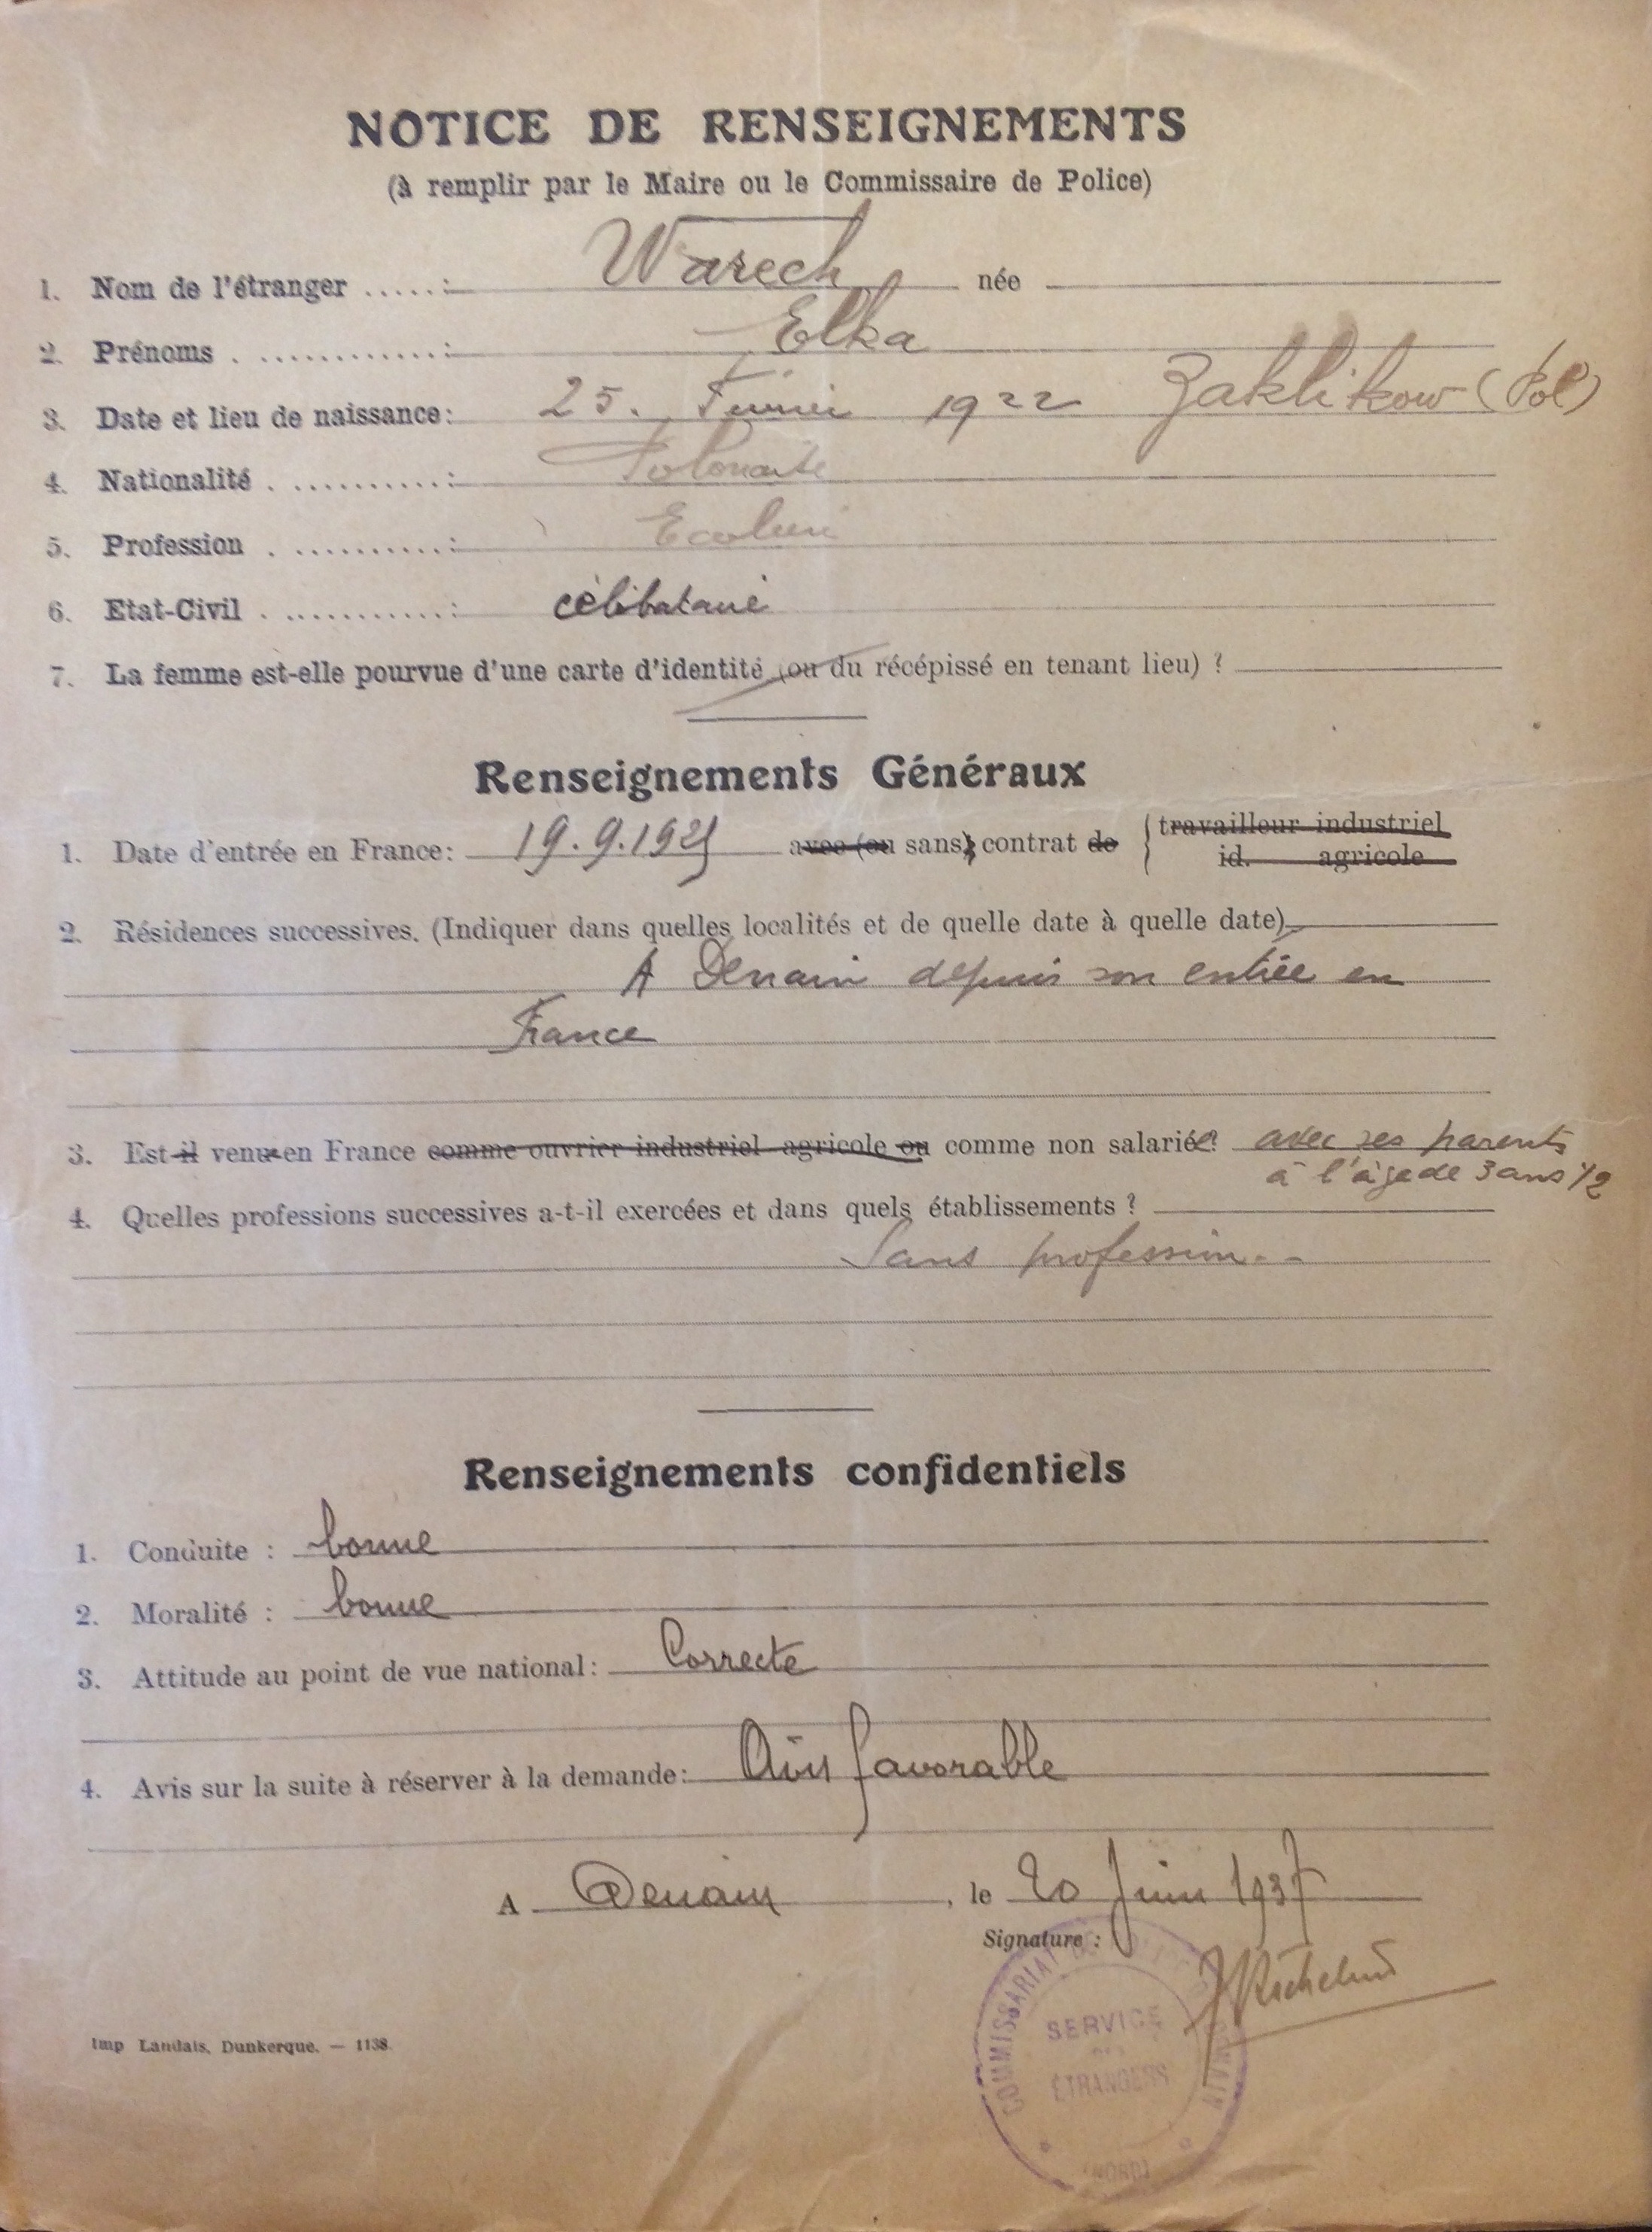 NOTICE DE RENSEIGNEMENTS
(à remplir par le Maire ou le Commissaire de Police)
1. Nom de l'étranger .....: Warech née
2. Prénoms . ............: Elka
3. Date et lieu de naissance: 25. Février 1922 Zaklikow (Pol)
4. Nationalité . ..........: Polonaise
5. Profession . ..........: Ecolière
6. Etat-Civil . ...........: célibataire
7. La femme est-elle pourvue d'une carte d'identité (ou du récépissé en tenant lieu) ?
Renseignements Généraux
1. Date d'entrée en France: 19.9.1925 avec (ou sans) contrat de { travailleur industriel
id. agricole
2. Résidences successives. (Indiquer dans quelles localités et de quelle date à quelle date)
A Denain depuis son entrée en
France
3. Est-il venue en France comme ouvrier industriel agricole ou comme non salariée? avec ses parents
à l'âge de 3 ans 1/2
4. Quelles professions successives a-t-il exercées et dans quels établissements ?
Sans profession.-
Renseignements confidentiels
1. Conduite : bonne
2. Moralité : bonne
3. Attitude au point de vue national: Correcte
4. Avis sur la suite à réserver à la demande: Avis favorable
A Denain, le 20 Juin 1937
Signature :
COMMISSARIAT DE DENAIN
SERVICE
DES
ÉTRANGERS
(NORD)
Imp Landais, Dunkerque. — 1138.